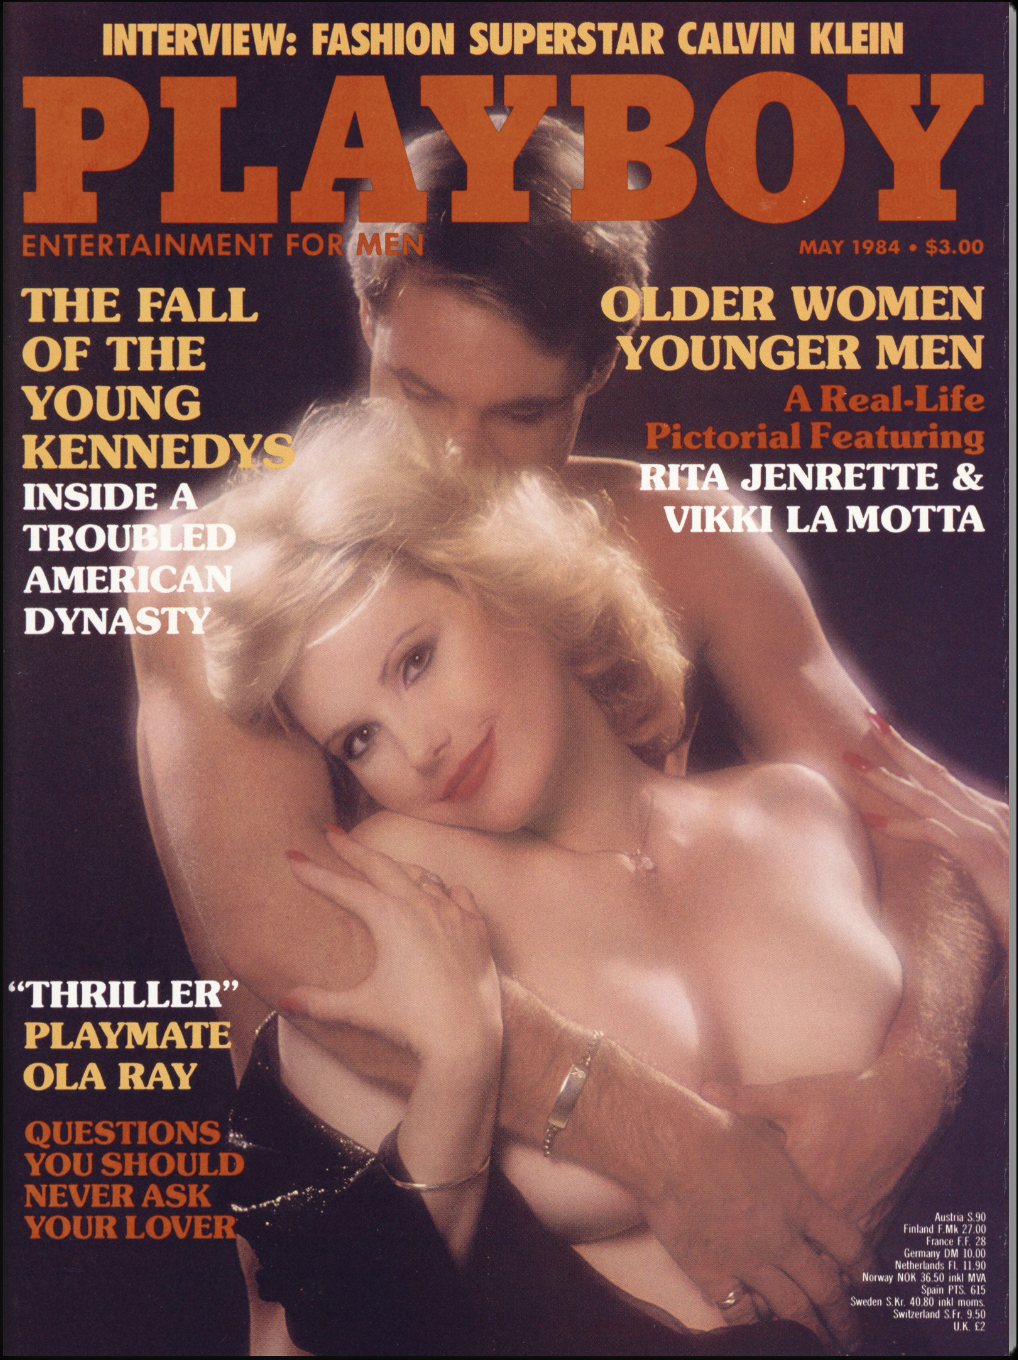 INTERVIEW: FASHION SUPERSTAR CALVIN KLEIN
PLAYBOY
ENTERTAINMENT FOR MEN
MAY 1984 • $3.00
THE FALL
OF THE
YOUNG
KENNEDYS
INSIDE A
TROUBLED
AMERICAN
DYNASTY
OLDER WOMEN
YOUNGER MEN
A Real-Life
Pictorial Featuring
RITA JENRETTE &
VIKKI LA MOTTA
“THRILLER”
PLAYMATE
OLA RAY
QUESTIONS
YOU SHOULD
NEVER ASK
YOUR LOVER
Austria S.90
Finland F.Mk 27.00
France F.F. 28
Germany DM 10.00
Netherlands Fl. 11.90
Norway NOK 36.50 inkl MVA
Spain PTS. 615
Sweden S.Kr. 40.80 inkl moms.
Switzerland S.Fr. 9.50
U.K. £2